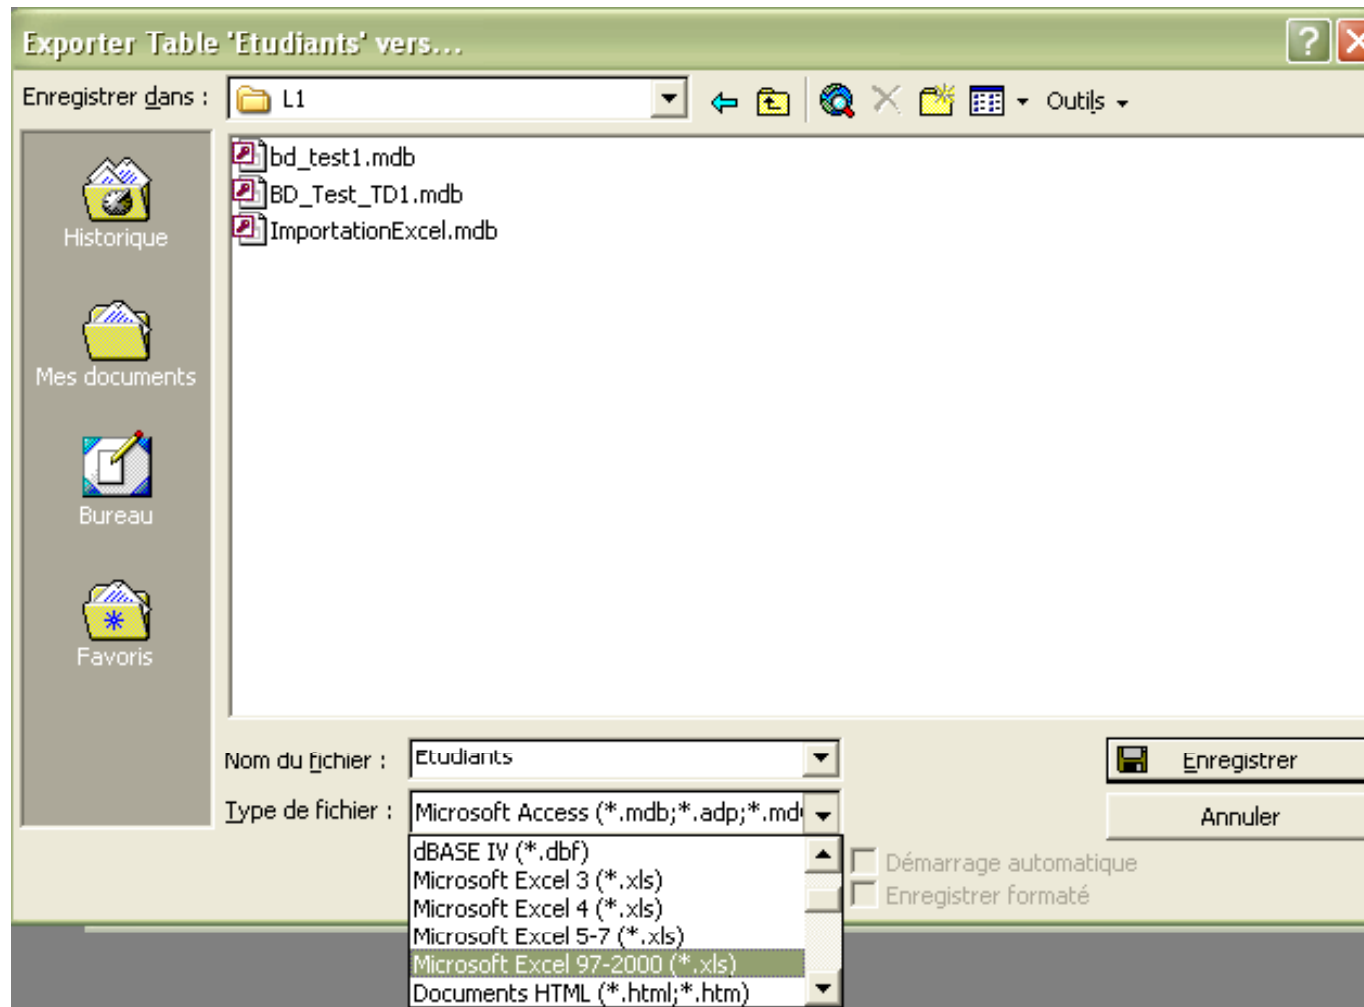 Exporter Table 'Etudiants' vers...
Enregistrer dans :
L1
Outils
bd_test1.mdb
BD_Test_TD1.mdb
ImportationExcel.mdb
Historique
Mes documents
Bureau
Favoris
Nom du fichier :
Etudiants
Enregistrer
Type de fichier :
Microsoft Access (*.mdb;*.adp;*.md
Annuler
dBASE IV (*.dbf)
Microsoft Excel 3 (*.xls)
Microsoft Excel 4 (*.xls)
Microsoft Excel 5-7 (*.xls)
Microsoft Excel 97-2000 (*.xls)
Documents HTML (*.html;*.htm)
Démarrage automatique
Enregistrer formaté